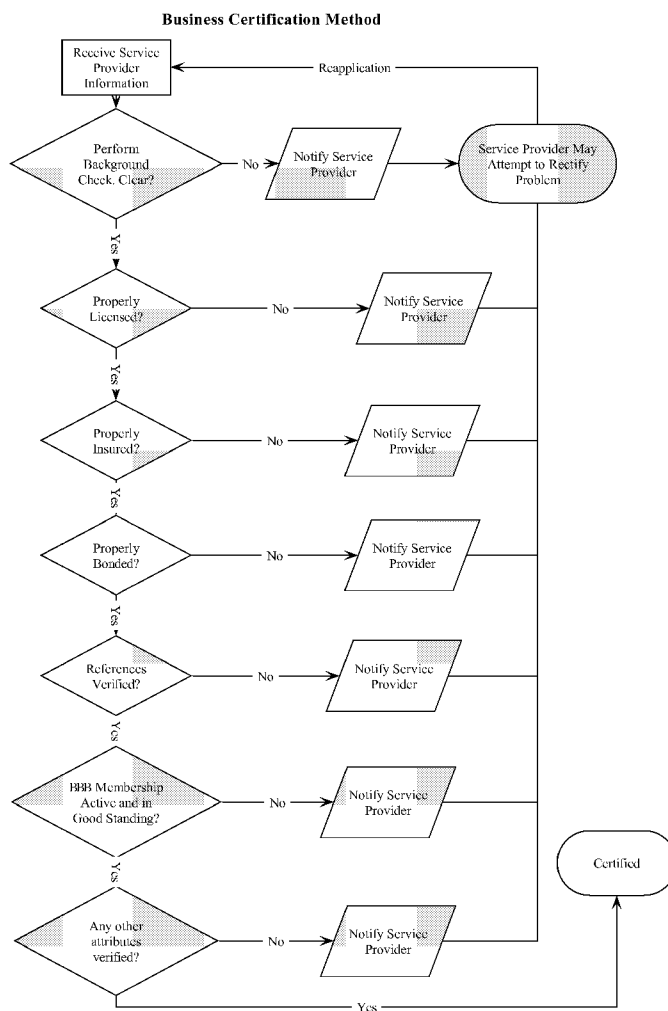 Business Certification Method
Receive Service
Provider
Information
Reapplication
Perform
Background
Check. Clear?
No
Notify Service
Provider
Service Provider May
Attempt to Rectify
Problem
Yes
Properly
Licensed?
No
Notify Service
Provider
Yes
Properly
Insured?
No
Notify Service
Provider
Yes
Properly
Bonded?
No
Notify Service
Provider
Yes
References
Verified?
No
Notify Service
Provider
Yes
BBB Membership
Active and in
Good Standing?
No
Notify Service
Provider
Certified
Yes
Any other
attributes
verified?
No
Notify Service
Provider
Yes